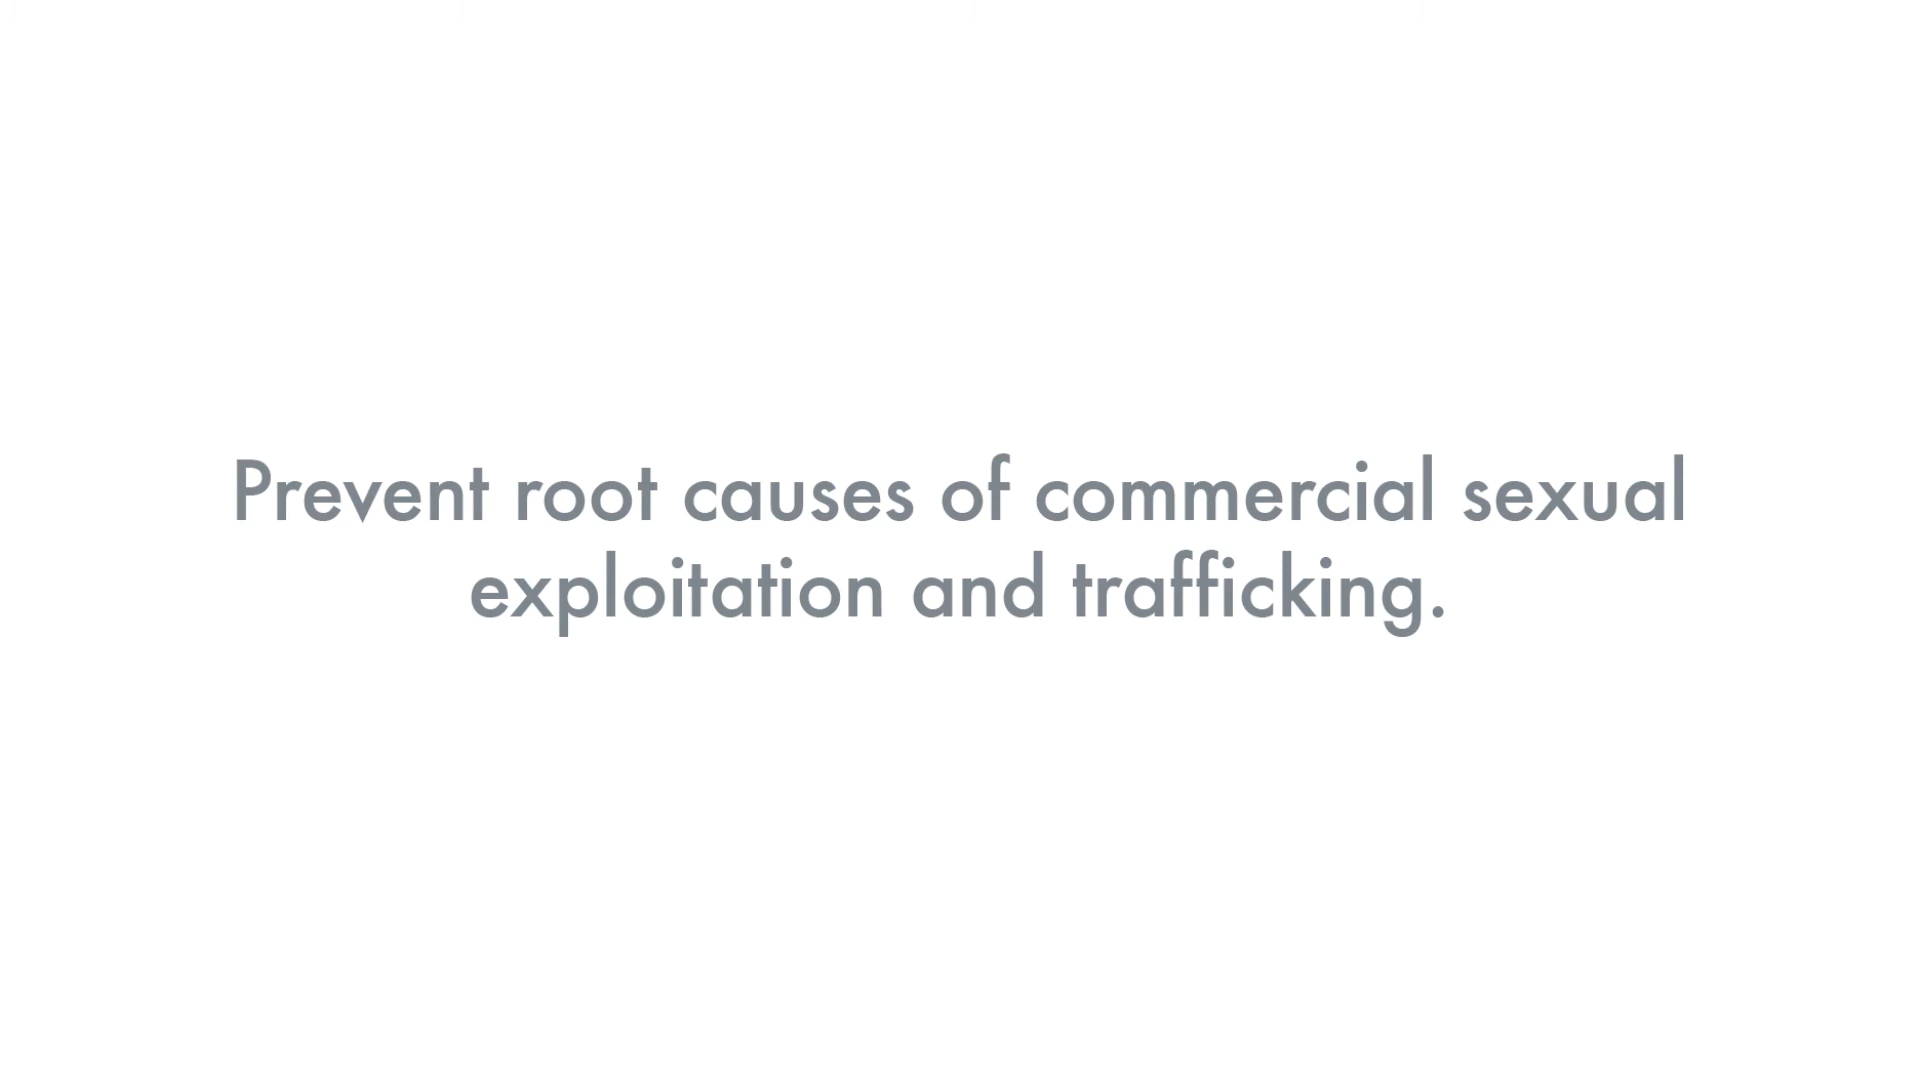 Prevent root causes of commercial sexual
exploitation and trafficking.